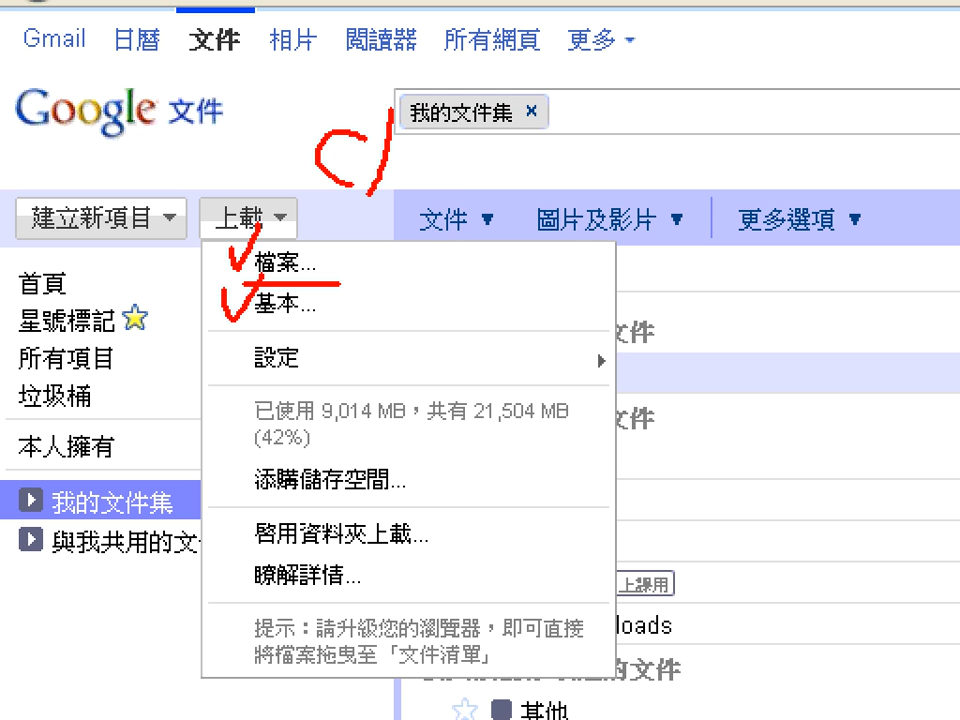 Gmail 日曆 文件 相片 閱讀器 所有網頁 更多
Google 文件
我的文件集 ×
建立新項目 上載 文件 圖片及影片 更多選項
檔案...
基本...
設定
已使用 9,014 MB，共有 21,504 MB
(42%)
添購儲存空間...
啓用資料夾上載...
瞭解詳情...
提示：請升級您的瀏覽器，即可直接
將檔案拖曳至「文件清單」
首頁
星號標記
所有項目
垃圾桶
本人擁有
我的文件集
與我共用的文
文件
文件
上課用
loads
的文件
其他